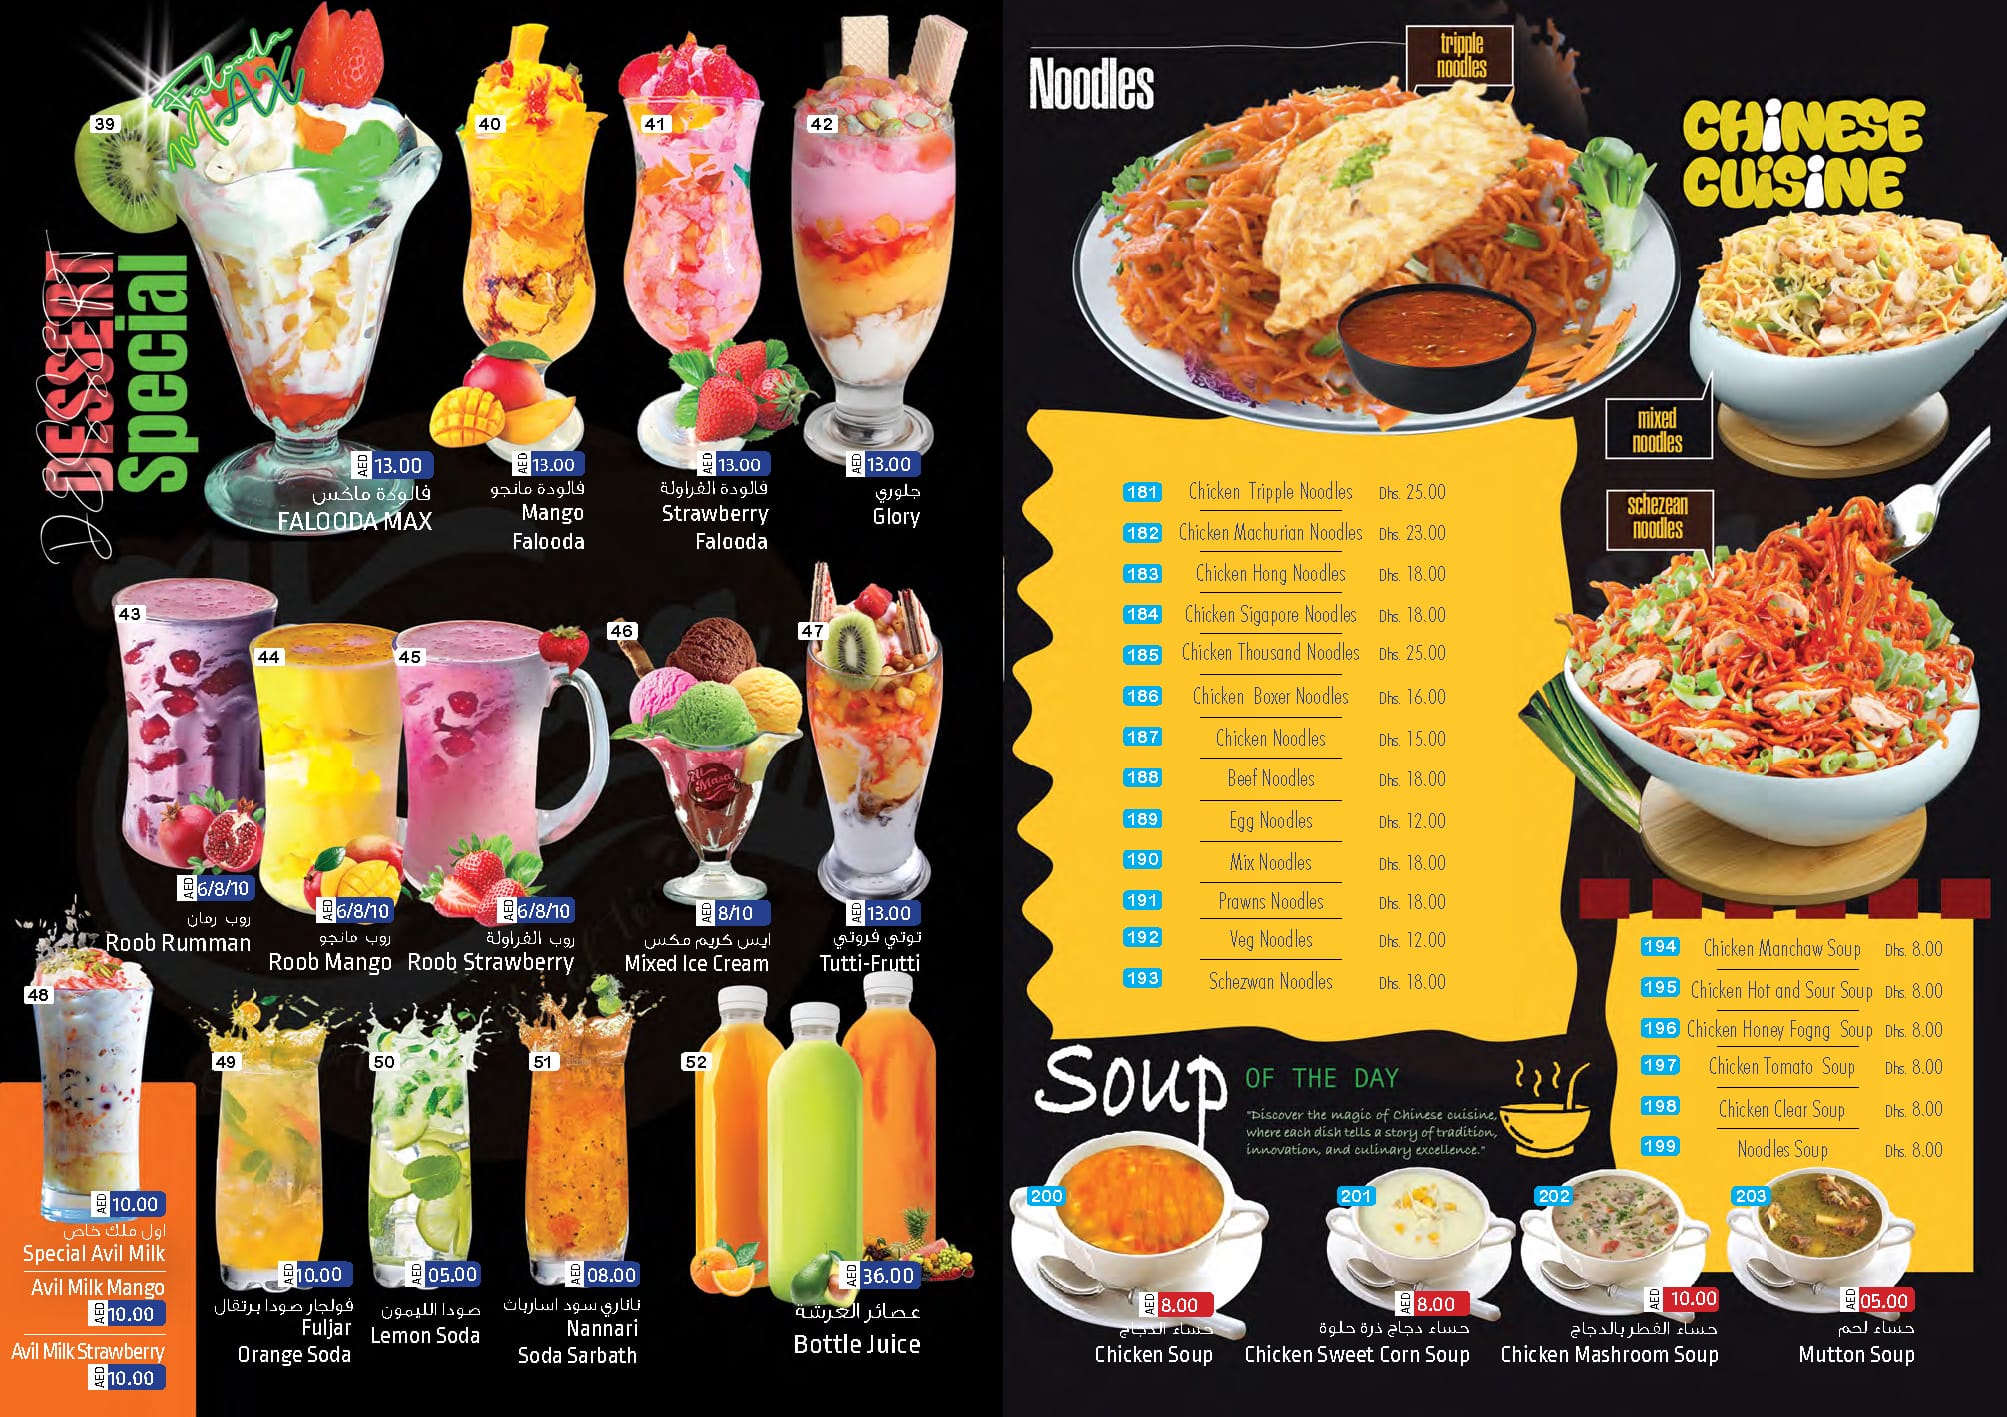 Falooda
MAX
DESSERT
Dessert
Special
39
AED 13.00
فالودة ماكس
FALOODA MAX
40
AED 13.00
فالودة مانجو
Mango
Falooda
41
AED 13.00
فالودة الفراولة
Strawberry
Falooda
42
AED 13.00
جلوري
Glory
43
AED 6/8/10
روب رمان
Roob Rumman
44
AED 6/8/10
روب مانجو
Roob Mango
45
AED 6/8/10
روب الفراولة
Roob Strawberry
46
Al Masa
AED 8/10
ايس كريم مكس
Mixed Ice Cream
47
AED 13.00
توتي فروتي
Tutti-Frutti
48
AED 10.00
اول ملك خاص
Special Avil Milk
Avil Milk Mango
AED 10.00
Avil Milk Strawberry
AED 10.00
49
AED 10.00
فولجار صودا برتقال
Fuljar
Orange Soda
50
AED 05.00
صودا الليمون
Lemon Soda
51
AED 08.00
ناناري سود اسارباث
Nannari
Soda Sarbath
52
AED 36.00
عصائر العرشة
Bottle Juice
Noodles
tripple
noodles
CHiNESE
CUiSiNE
mixed
noodles
schezean
noodles
181 Chicken Tripple Noodles Dhs. 25.00
182 Chicken Machurian Noodles Dhs. 23.00
183 Chicken Hong Noodles Dhs. 18.00
184 Chicken Sigapore Noodles Dhs. 18.00
185 Chicken Thousand Noodles Dhs. 25.00
186 Chicken Boxer Noodles Dhs. 16.00
187 Chicken Noodles Dhs. 15.00
188 Beef Noodles Dhs. 18.00
189 Egg Noodles Dhs. 12.00
190 Mix Noodles Dhs. 18.00
191 Prawns Noodles Dhs. 18.00
192 Veg Noodles Dhs. 12.00
193 Schezwan Noodles Dhs. 18.00
194 Chicken Manchaw Soup Dhs. 8.00
195 Chicken Hot and Sour Soup Dhs. 8.00
196 Chicken Honey Fogng Soup Dhs. 8.00
197 Chicken Tomato Soup Dhs. 8.00
198 Chicken Clear Soup Dhs. 8.00
199 Noodles Soup Dhs. 8.00
Soup OF THE DAY
"Discover the magic of Chinese cuisine,
where each dish tells a story of tradition,
innovation, and culinary excellence."
200
AED 8.00
حساء الدجاج
Chicken Soup
201
AED 8.00
حساء دجاج ذرة حلوة
Chicken Sweet Corn Soup
202
AED 10.00
حساء الفطر بالدجاج
Chicken Mashroom Soup
203
AED 05.00
حساء لحم
Mutton Soup